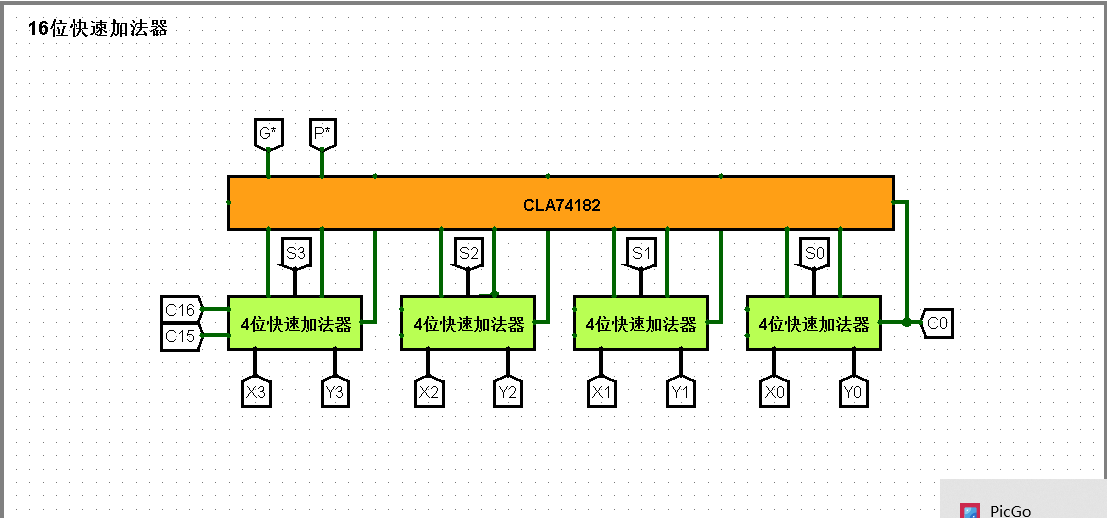 16位快速加法器
G* P*
CLA74182
S3 S2 S1 S0
C16 4位快速加法器 4位快速加法器 4位快速加法器 4位快速加法器 C0
C15
X3 Y3 X2 Y2 X1 Y1 X0 Y0
PicGo